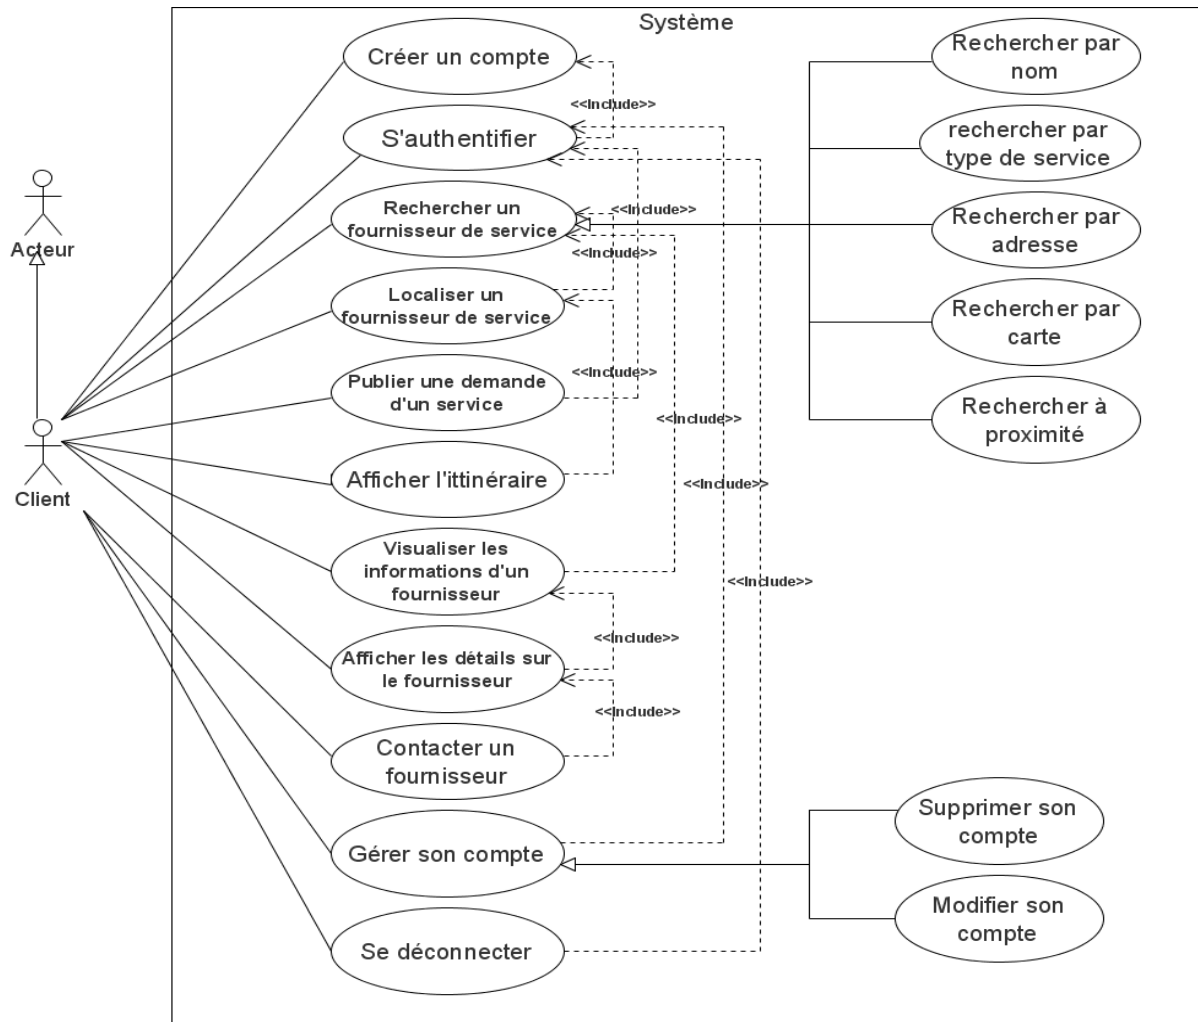 Système
Créer un compte
S'authentifier
Rechercher un
fournisseur de service
Localiser un
fournisseur de service
Publier une demande
d'un service
Afficher l'ittinéraire
Visualiser les
informations d'un
fournisseur
Afficher les détails sur
le fournisseur
Contacter un
fournisseur
Gérer son compte
Se déconnecter
Acteur
Client
<<Include>>
<<Include>>
<<Include>>
<<Include>>
<<Include>>
<<Include>>
<<Include>>
<<Include>>
<<Include>>
Rechercher par
nom
rechercher par
type de service
Rechercher par
adresse
Rechercher par
carte
Rechercher à
proximité
Supprimer son
compte
Modifier son
compte